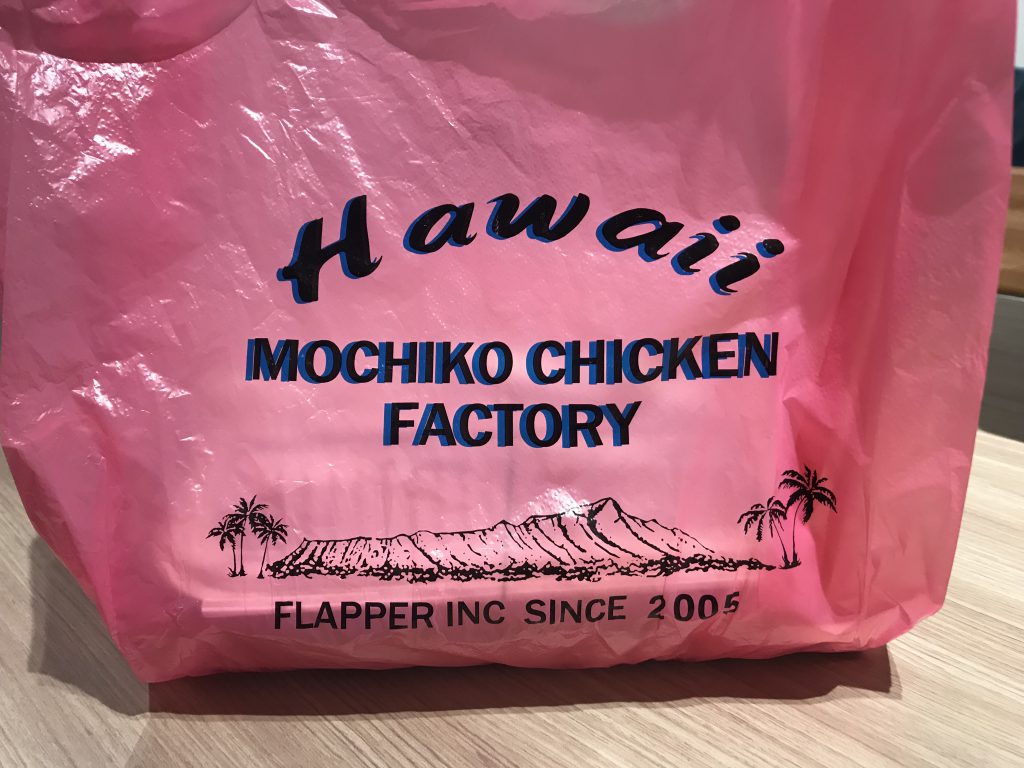 Hawaii
MOCHIKO CHICKEN
FACTORY
FLAPPER INC SINCE 2005